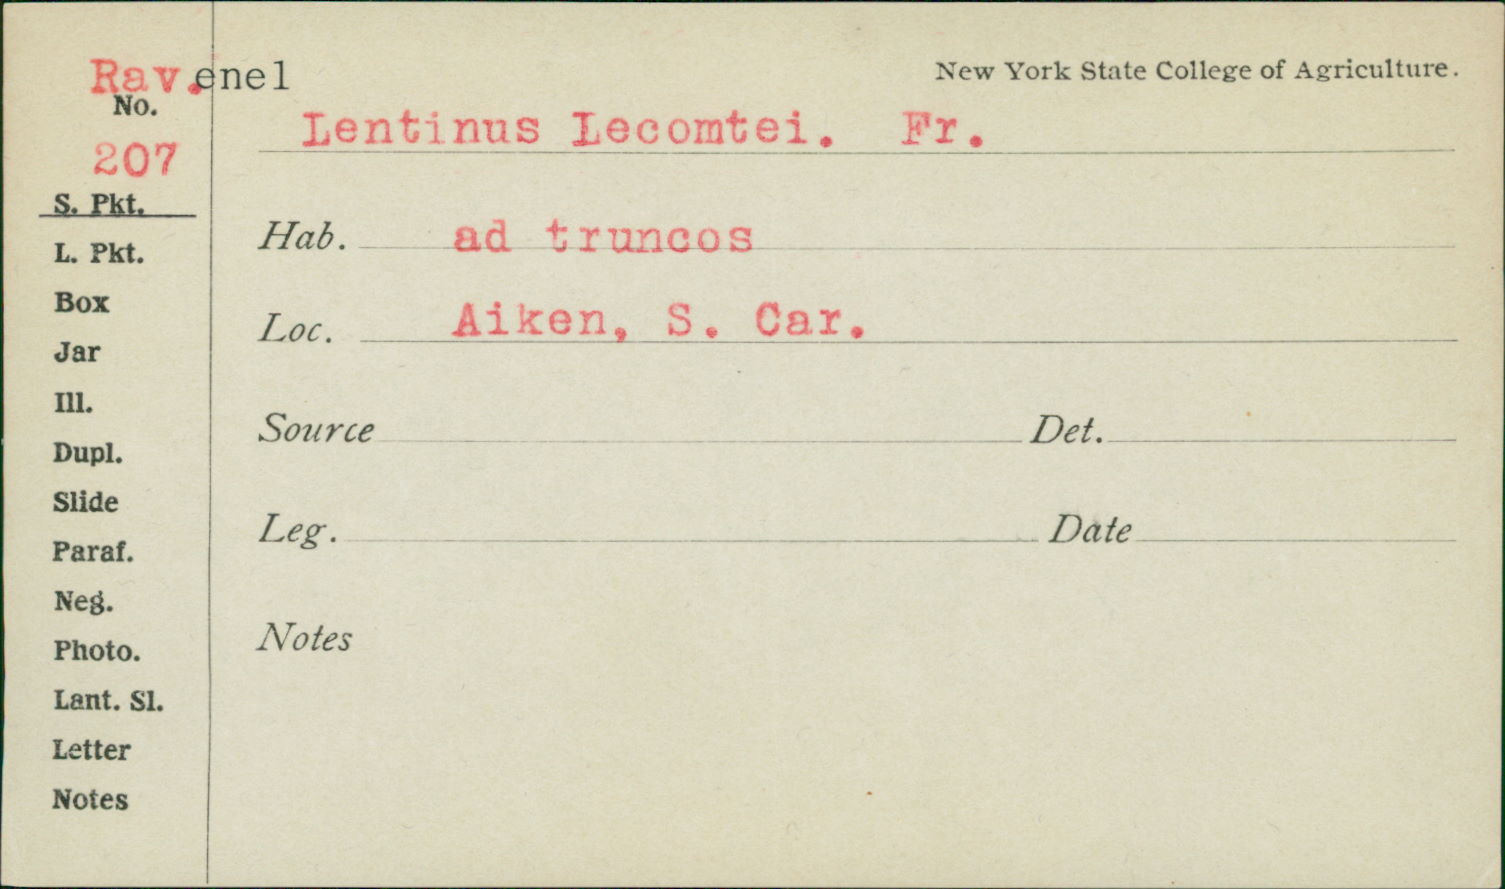 Rav.enel
New York State College of Agriculture.
No.
207
Lentinus Lecomtei. Fr.
S. Pkt.
L. Pkt.
Box
Jar
Ill.
Dupl.
Slide
Paraf.
Neg.
Photo.
Lant. Sl.
Letter
Notes
Hab. ad truncos
Loc. Aiken, S. Car.
Source Det.
Leg. Date
Notes